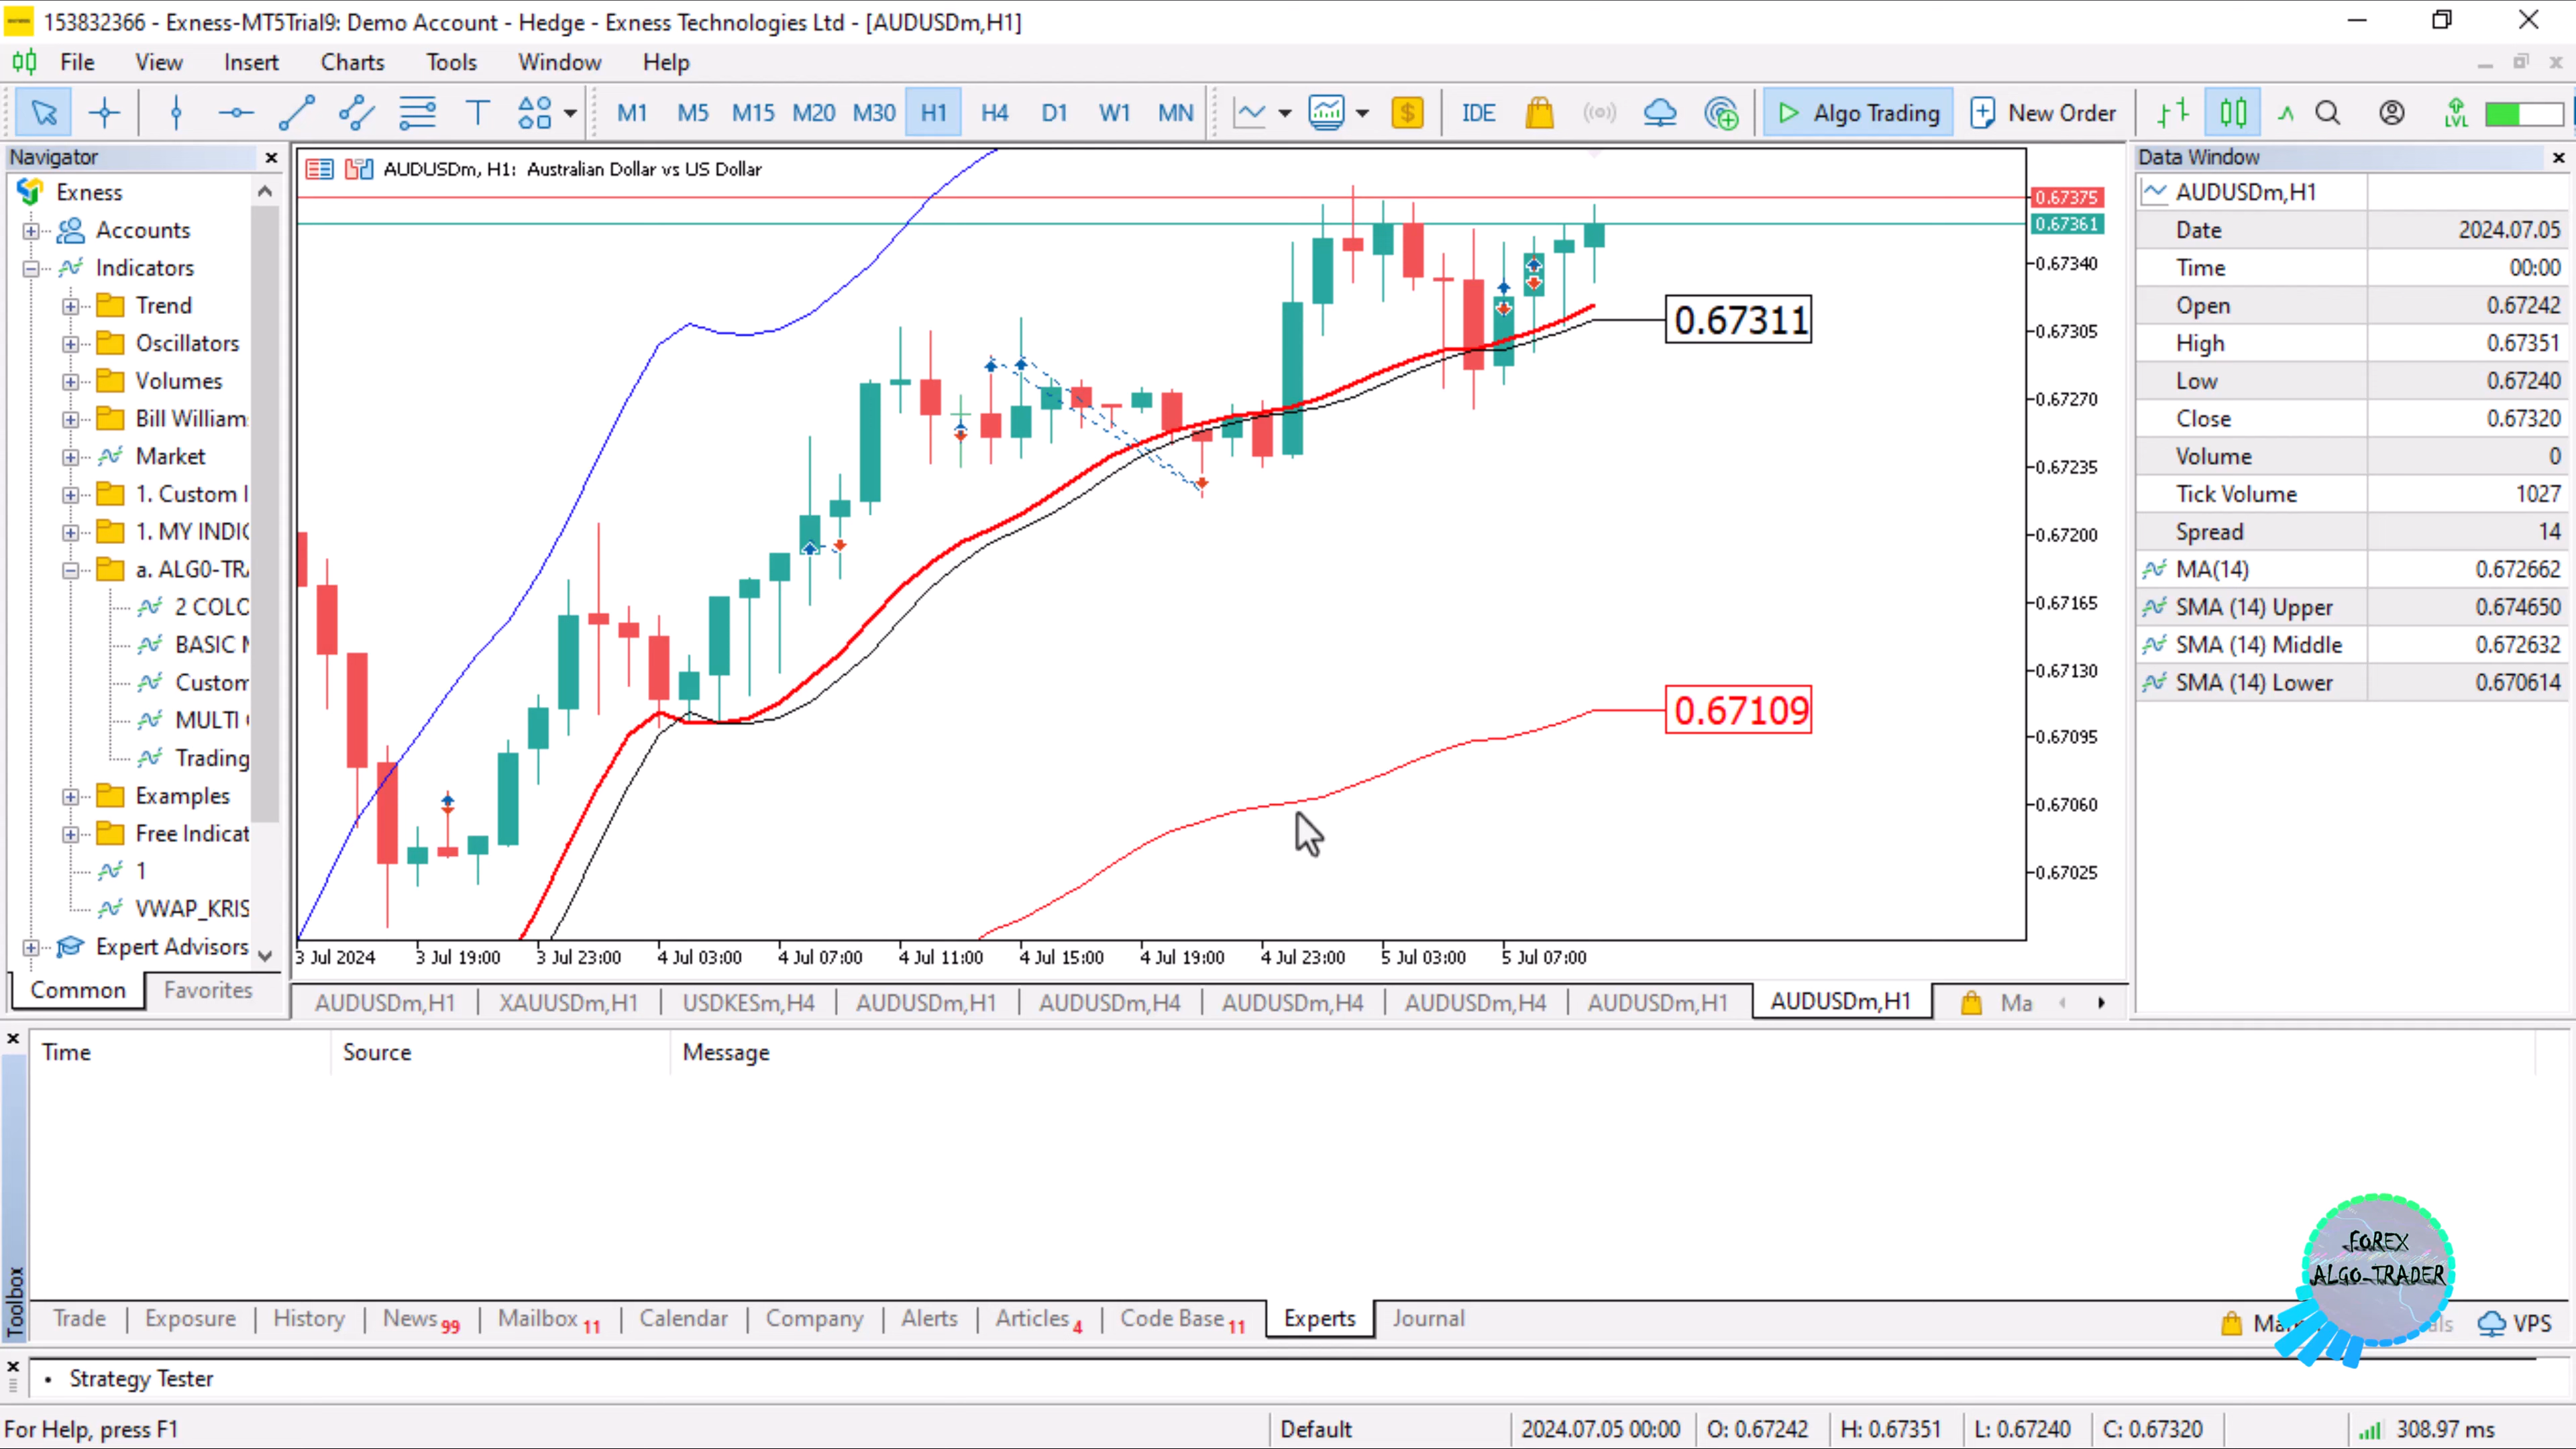 153832366 - Exness-MT5Trial9: Demo Account - Hedge - Exness Technologies Ltd - [AUDUSDm,H1]
File View Insert Charts Tools Window Help
M1 M5 M15 M20 M30 H1 H4 D1 W1 MN IDE Algo Trading New Order LVL
Navigator
Exness
Accounts
Indicators
Trend
Oscillators
Volumes
Bill William
Market
1. Custom I
1. MY INDIC
a. ALG0-TRA
2 COLO
BASIC M
Custom
MULTI
Trading
Examples
Free Indicat
1
VWAP_KRIS
Expert Advisors
Common Favorites
AUDUSDm, H1: Australian Dollar vs US Dollar
0.67375
0.67361
0.67340
0.67305
0.67270
0.67235
0.67200
0.67165
0.67130
0.67095
0.67060
0.67025
0.67311
0.67109
3 Jul 2024 3 Jul 19:00 3 Jul 23:00 4 Jul 03:00 4 Jul 07:00 4 Jul 11:00 4 Jul 15:00 4 Jul 19:00 4 Jul 23:00 5 Jul 03:00 5 Jul 07:00
AUDUSDm,H1 XAUUSDm,H1 USDKESm,H4 AUDUSDm,H1 AUDUSDm,H4 AUDUSDm,H4 AUDUSDm,H4 AUDUSDm,H1 AUDUSDm,H1 Ma
Data Window
AUDUSDm,H1
Date 2024.07.05
Time 00:00
Open 0.67242
High 0.67351
Low 0.67240
Close 0.67320
Volume 0
Tick Volume 1027
Spread 14
MA(14) 0.672662
SMA (14) Upper 0.674650
SMA (14) Middle 0.672632
SMA (14) Lower 0.670614
Time Source Message
Toolbox
FOREX
ALGO-TRADER
Trade Exposure History News 99 Mailbox 11 Calendar Company Alerts Articles 4 Code Base 11 Experts Journal
VPS
• Strategy Tester
For Help, press F1 Default 2024.07.05 00:00 O: 0.67242 H: 0.67351 L: 0.67240 C: 0.67320 308.97 ms